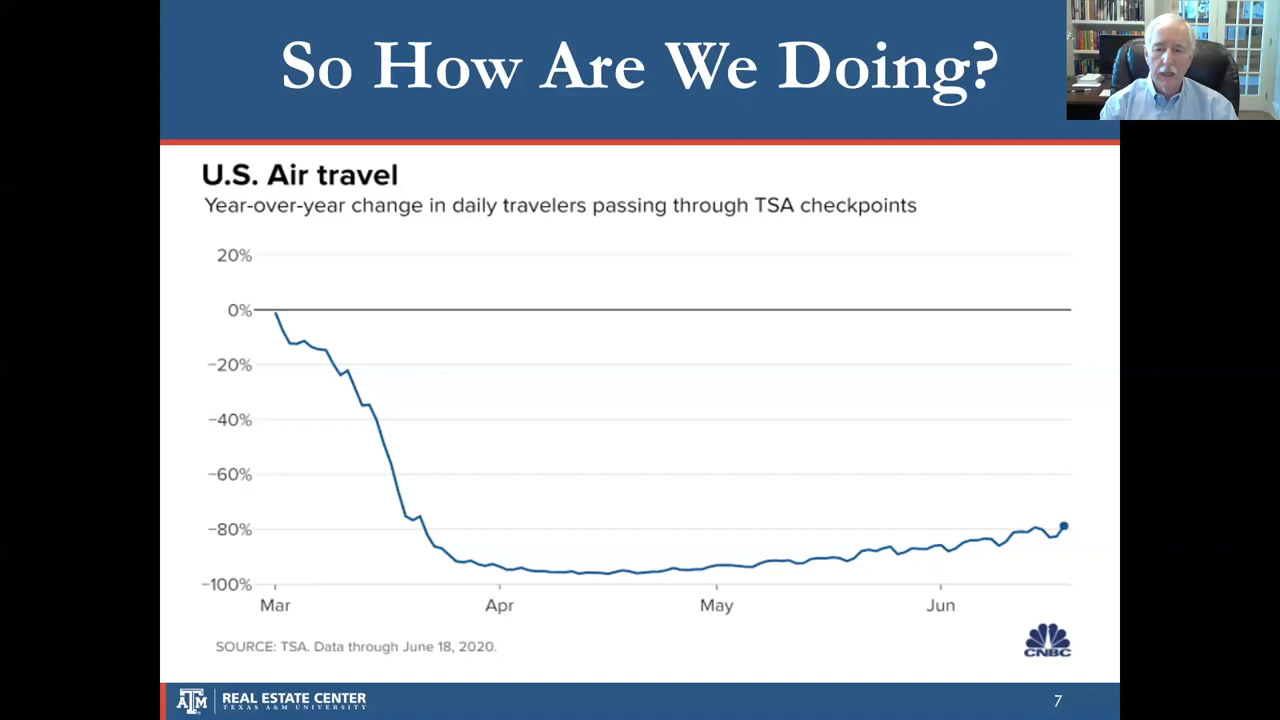 So How Are We Doing?
U.S. Air travel
Year-over-year change in daily travelers passing through TSA checkpoints
20%
0%
−20%
−40%
−60%
−80%
−100%
Mar Apr May Jun
SOURCE: TSA. Data through June 18, 2020.
CNBC
ATM
REAL ESTATE CENTER
TEXAS A&M UNIVERSITY
7